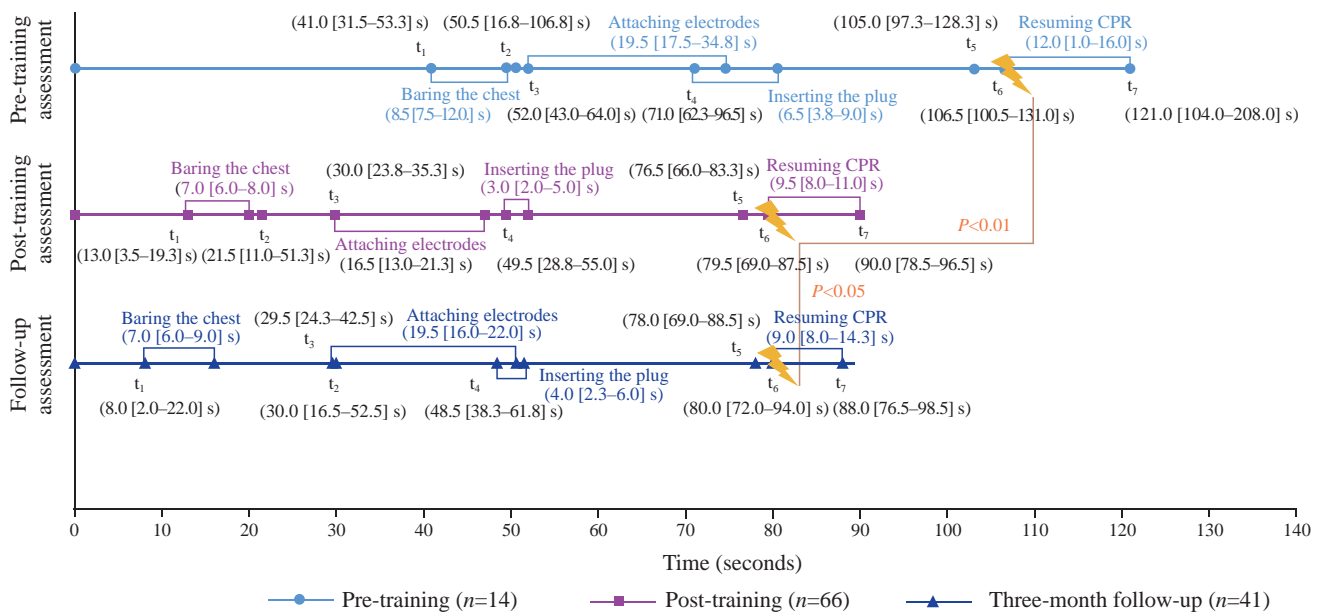 Pre-training
assessment
(41.0 [31.5–53.3] s)
(50.5 [16.8–106.8] s)
Attaching electrodes
(19.5 [17.5–34.8] s)
(105.0 [97.3–128.3] s)
Resuming CPR
(12.0 [1.0–16.0] s)
t1
t2
t5
Baring the chest
(8.5 [7.5–12.0.] s)
t3
(52.0 [43.0–64.0] s)
t4
(71.0 [62.3–96.5] s)
Inserting the plug
(6.5 [3.8–9.0] s)
t6
(106.5 [100.5–131.0] s)
t7
(121.0 [104.0–208.0] s)
Post-training
assessment
Baring the chest
(7.0 [6.0–8.0] s)
(30.0 [23.8–35.3] s)
t3
Inserting the plug
(3.0 [2.0–5.0] s)
(76.5 [66.0–83.3] s)
t5
Resuming CPR
(9.5 [8.0–11.0] s)
t1
(13.0 [3.5–19.3] s)
t2
(21.5 [11.0–51.3] s)
Attaching electrodes
(16.5 [13.0–21.3] s)
t4
(49.5 [28.8–55.0] s)
t6
(79.5 [69.0–87.5] s)
t7
(90.0 [78.5–96.5] s)
P<0.01
P<0.05
Follow-up
assessment
Baring the chest
(7.0 [6.0–9.0] s)
(29.5 [24.3–42.5] s)
t3
Attaching electrodes
(19.5 [16.0–22.0] s)
(78.0 [69.0–88.5] s)
t5
Resuming CPR
(9.0 [8.0–14.3] s)
t1
(8.0 [2.0–22.0] s)
t2
(30.0 [16.5–52.5] s)
t4
(48.5 [38.3–61.8] s)
Inserting the plug
(4.0 [2.3–6.0] s)
t6
(80.0 [72.0–94.0] s)
t7
(88.0 [76.5–98.5] s)
0 10 20 30 40 50 60 70 80 90 100 110 120 130 140
Time (seconds)
Pre-training (n=14)
Post-training (n=66)
Three-month follow-up (n=41)